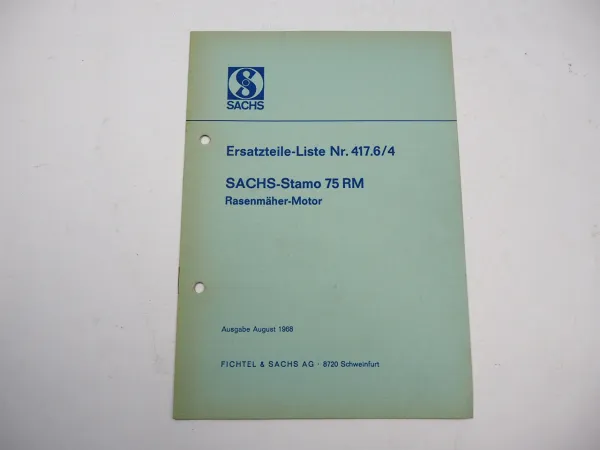 SACHS
Ersatzteile-Liste Nr. 417.6/4
SACHS-Stamo 75 RM
Rasenmäher-Motor
Ausgabe August 1968
FICHTEL & SACHS AG · 8720 Schweinfurt